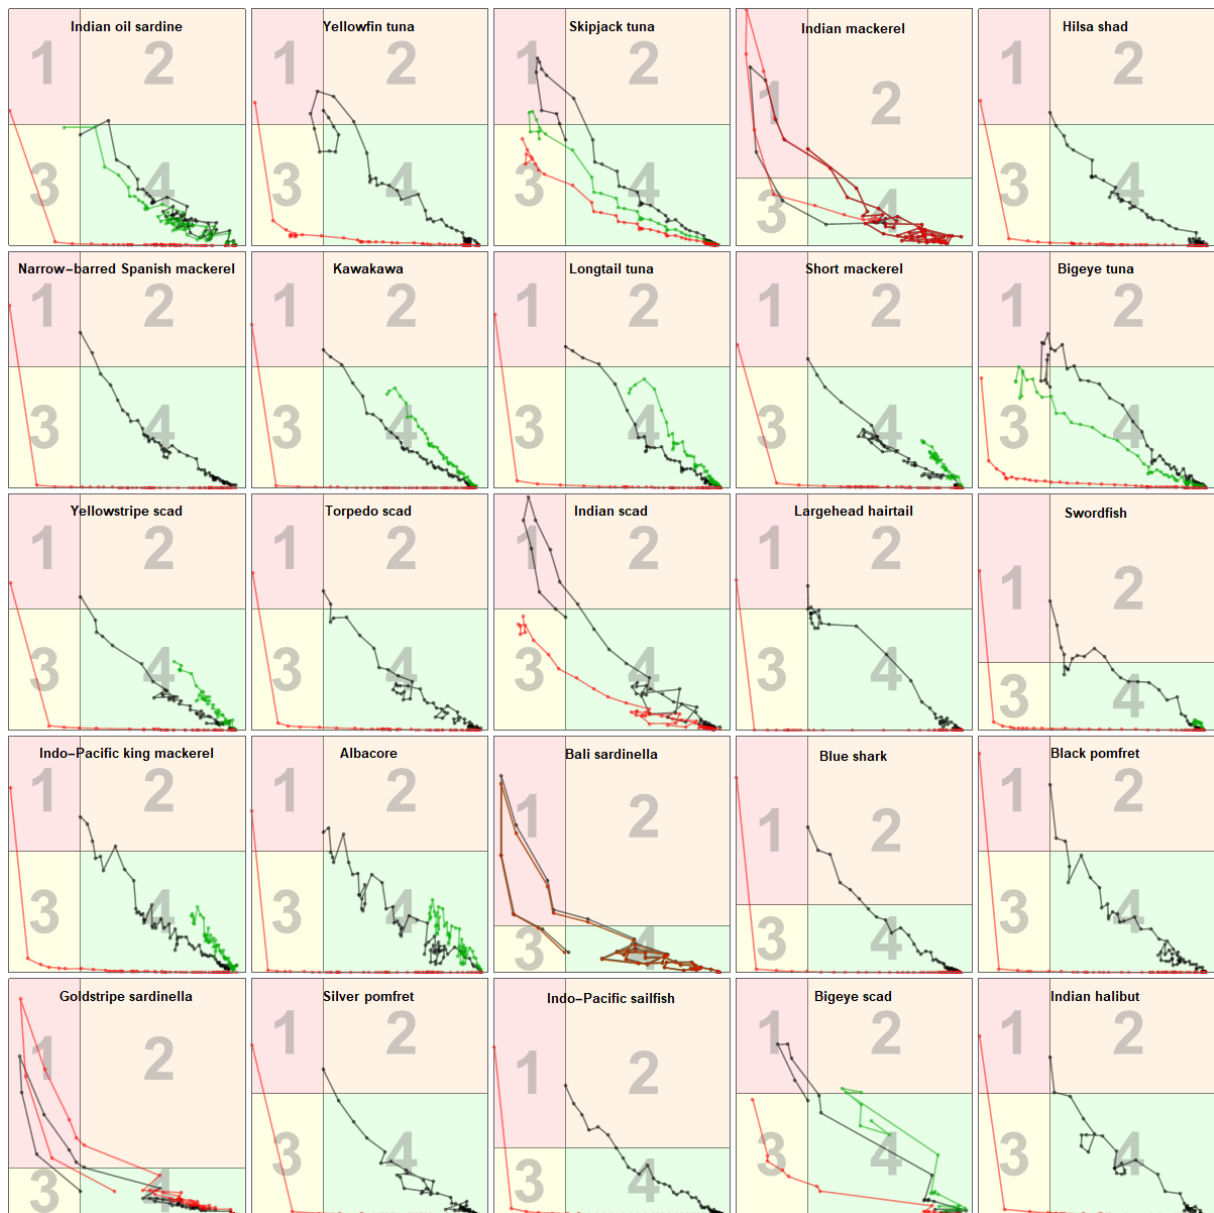 Indian oil sardine
1 2
3 4
Yellowfin tuna
1 2
3 4
Skipjack tuna
1 2
3 4
Indian mackerel
1 2
3 4
Hilsa shad
1 2
3 4
Narrow−barred Spanish mackerel
1 2
3 4
Kawakawa
1 2
3 4
Longtail tuna
1 2
3 4
Short mackerel
1 2
3 4
Bigeye tuna
1 2
3 4
Yellowstripe scad
1 2
3 4
Torpedo scad
1 2
3 4
Indian scad
1 2
3 4
Largehead hairtail
1 2
3 4
Swordfish
1 2
3 4
Indo−Pacific king mackerel
1 2
3 4
Albacore
1 2
3 4
Bali sardinella
1 2
3 4
Blue shark
1 2
3 4
Black pomfret
1 2
3 4
Goldstripe sardinella
1 2
3 4
Silver pomfret
1 2
3 4
Indo−Pacific sailfish
1 2
3 4
Bigeye scad
1 2
3 4
Indian halibut
1 2
3 4